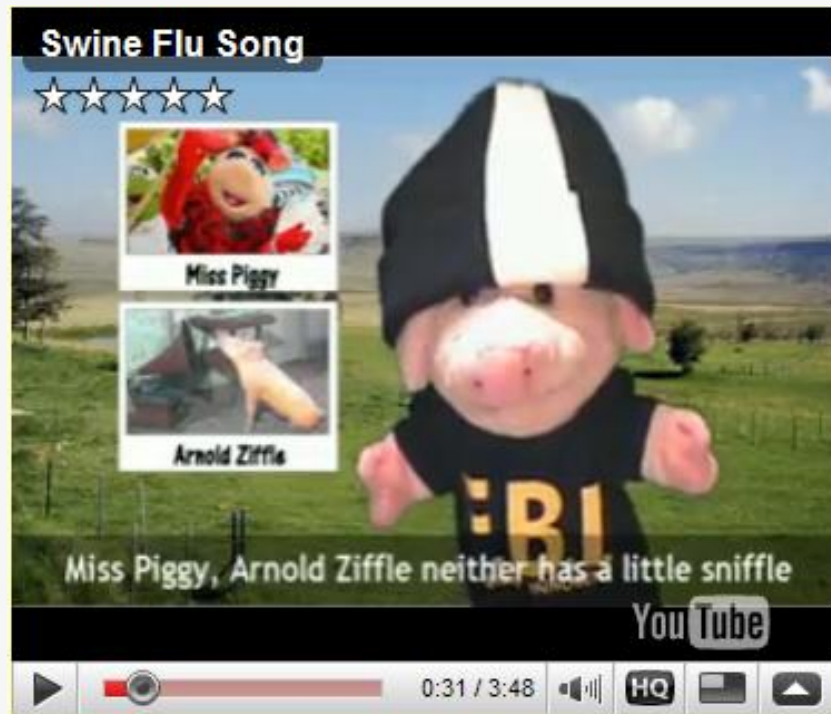 Swine Flu Song
Miss Piggy
Arnold Ziffle
FBI
Miss Piggy, Arnold Ziffle neither has a little sniffle
YouTube
0:31 / 3:48
HQ